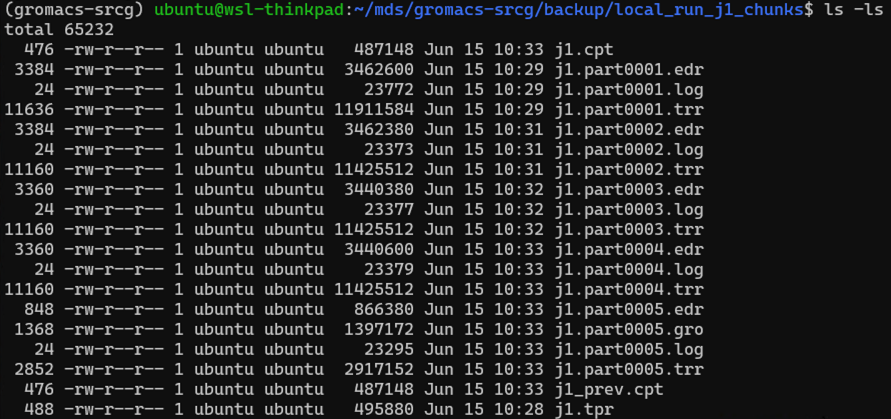 (gromacs-srcg) ubuntu@wsl-thinkpad:~/mds/gromacs-srcg/backup/local_run_j1_chunks$ ls -ls
total 65232
  476 -rw-r--r-- 1 ubuntu ubuntu   487148 Jun 15 10:33 j1.cpt
 3384 -rw-r--r-- 1 ubuntu ubuntu  3462600 Jun 15 10:29 j1.part0001.edr
   24 -rw-r--r-- 1 ubuntu ubuntu    23772 Jun 15 10:29 j1.part0001.log
11636 -rw-r--r-- 1 ubuntu ubuntu 11911584 Jun 15 10:29 j1.part0001.trr
 3384 -rw-r--r-- 1 ubuntu ubuntu  3462380 Jun 15 10:31 j1.part0002.edr
   24 -rw-r--r-- 1 ubuntu ubuntu    23373 Jun 15 10:31 j1.part0002.log
11160 -rw-r--r-- 1 ubuntu ubuntu 11425512 Jun 15 10:31 j1.part0002.trr
 3360 -rw-r--r-- 1 ubuntu ubuntu  3440380 Jun 15 10:32 j1.part0003.edr
   24 -rw-r--r-- 1 ubuntu ubuntu    23377 Jun 15 10:32 j1.part0003.log
11160 -rw-r--r-- 1 ubuntu ubuntu 11425512 Jun 15 10:32 j1.part0003.trr
 3360 -rw-r--r-- 1 ubuntu ubuntu  3440600 Jun 15 10:33 j1.part0004.edr
   24 -rw-r--r-- 1 ubuntu ubuntu    23379 Jun 15 10:33 j1.part0004.log
11160 -rw-r--r-- 1 ubuntu ubuntu 11425512 Jun 15 10:33 j1.part0004.trr
  848 -rw-r--r-- 1 ubuntu ubuntu   866380 Jun 15 10:33 j1.part0005.edr
 1368 -rw-r--r-- 1 ubuntu ubuntu  1397172 Jun 15 10:33 j1.part0005.gro
   24 -rw-r--r-- 1 ubuntu ubuntu    23295 Jun 15 10:33 j1.part0005.log
 2852 -rw-r--r-- 1 ubuntu ubuntu  2917152 Jun 15 10:33 j1.part0005.trr
  476 -rw-r--r-- 1 ubuntu ubuntu   487148 Jun 15 10:33 j1_prev.cpt
  488 -rw-r--r-- 1 ubuntu ubuntu   495880 Jun 15 10:28 j1.tpr